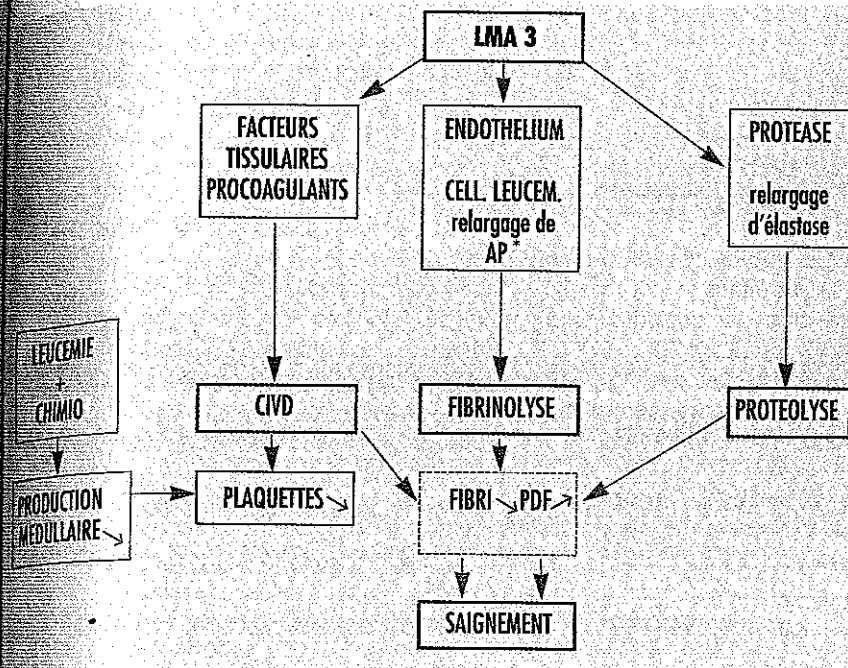 LMA 3
FACTEURS
TISSULAIRES
PROCOAGULANTS
ENDOTHELIUM
CELL. LEUCEM.
relargage de
AP *
PROTEASE
relargage
d'élastase
LEUCEMIE
+
CHIMIO
CIVD
FIBRINOLYSE
PROTEOLYSE
PRODUCTION
MEDULLAIRE ↘
PLAQUETTES ↘
FIBRI ↘ PDF ↗
SAIGNEMENT